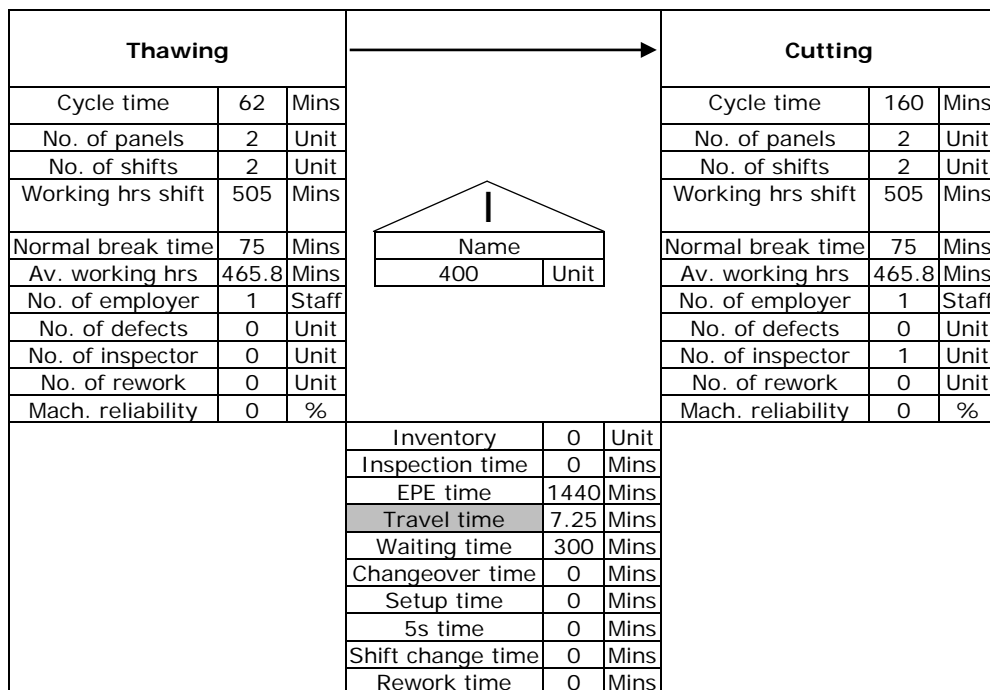 Thawing Cutting
Cycle time 62 Mins Cycle time 160 Mins
No. of panels 2 Unit No. of panels 2 Unit
No. of shifts 2 Unit No. of shifts 2 Unit
Working hrs shift 505 Mins Working hrs shift 505 Mins
I
Normal break time 75 Mins Name Normal break time 75 Mins
Av. working hrs 465.8 Mins 400 Unit Av. working hrs 465.8 Mins
No. of employer 1 Staff No. of employer 1 Staff
No. of defects 0 Unit No. of defects 0 Unit
No. of inspector 0 Unit No. of inspector 1 Unit
No. of rework 0 Unit No. of rework 0 Unit
Mach. reliability 0 % Mach. reliability 0 %
Inventory 0 Unit
Inspection time 0 Mins
EPE time 1440 Mins
Travel time 7.25 Mins
Waiting time 300 Mins
Changeover time 0 Mins
Setup time 0 Mins
5s time 0 Mins
Shift change time 0 Mins
Rework time 0 Mins